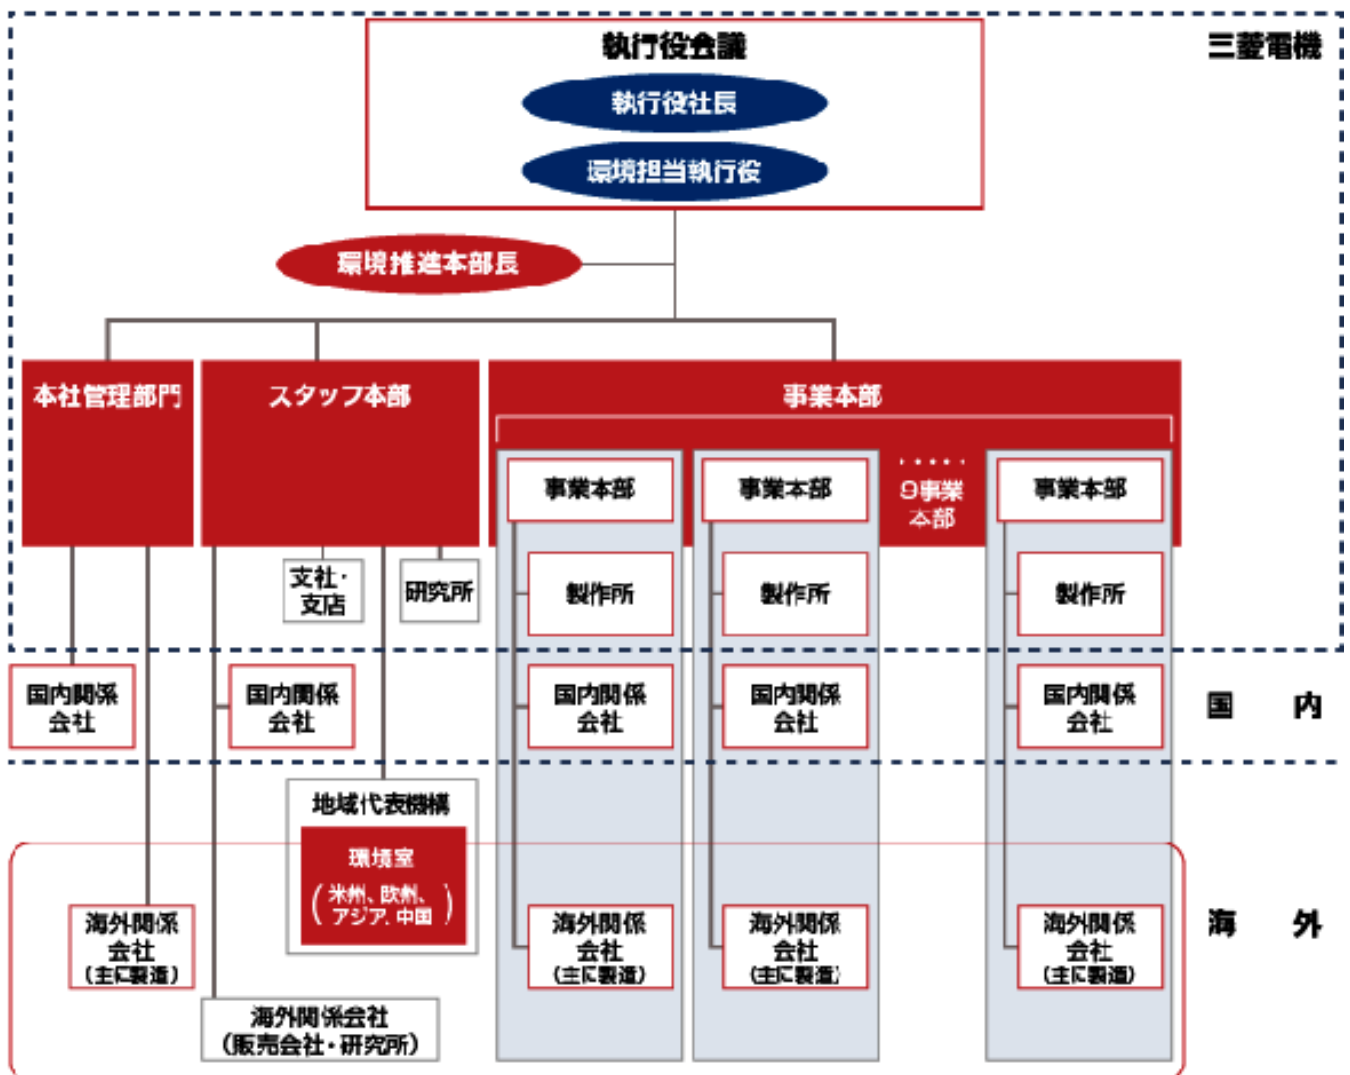 執行役会議
三菱電機
執行役社長
環境担当執行役
環境推進本部長
本社管理部門
スタッフ本部
事業本部
事業本部
事業本部
・・・・・
9事業
本部
事業本部
支社・
支店
研究所
製作所
製作所
製作所
国内関係
会社
国内関係
会社
国内関係
会社
国内関係
会社
国内関係
会社
国　内
地域代表機構
環境室
(米州、欧州、
アジア、中国)
海外関係
会社
(主に製造)
海外関係
会社
(主に製造)
海外関係
会社
(主に製造)
海外関係
会社
(主に製造)
海　外
海外関係会社
(販売会社・研究所)